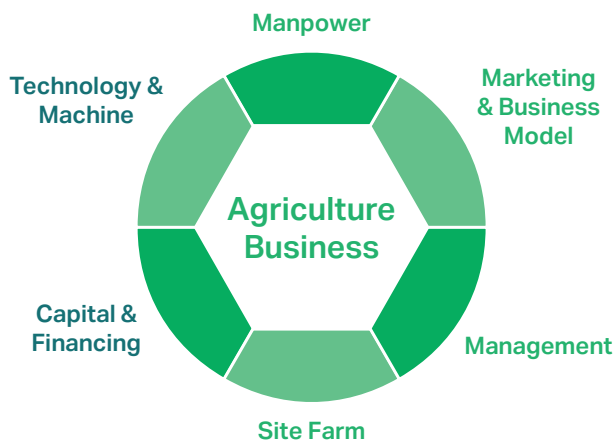 Manpower
Technology &
Machine
Marketing
& Business
Model
Agriculture
Business
Capital &
Financing
Management
Site Farm